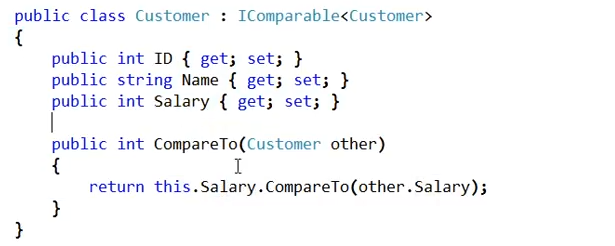 public class Customer : IComparable<Customer>
{
    public int ID { get; set; }
    public string Name { get; set; }
    public int Salary { get; set; }
    public int CompareTo(Customer other)
    {
        return this.Salary.CompareTo(other.Salary);
    }
}